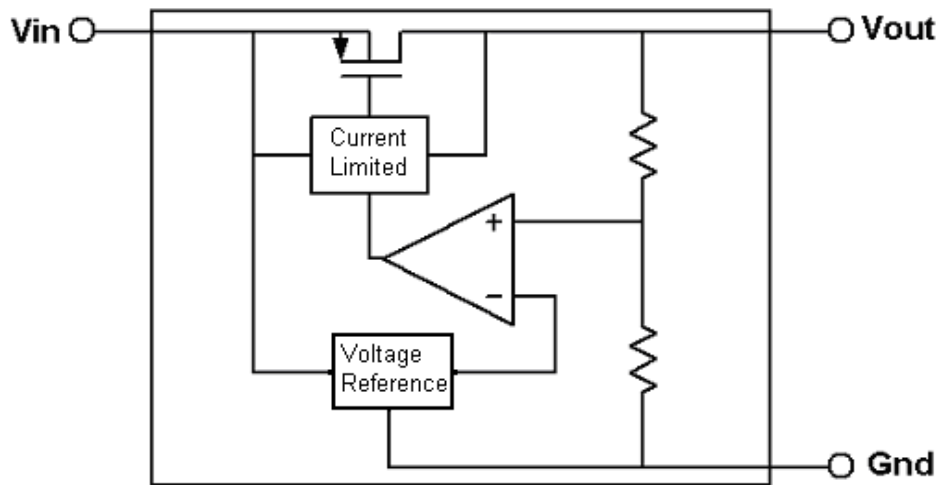 Vin
Vout
Current
Limited
+
−
Voltage
Reference
Gnd